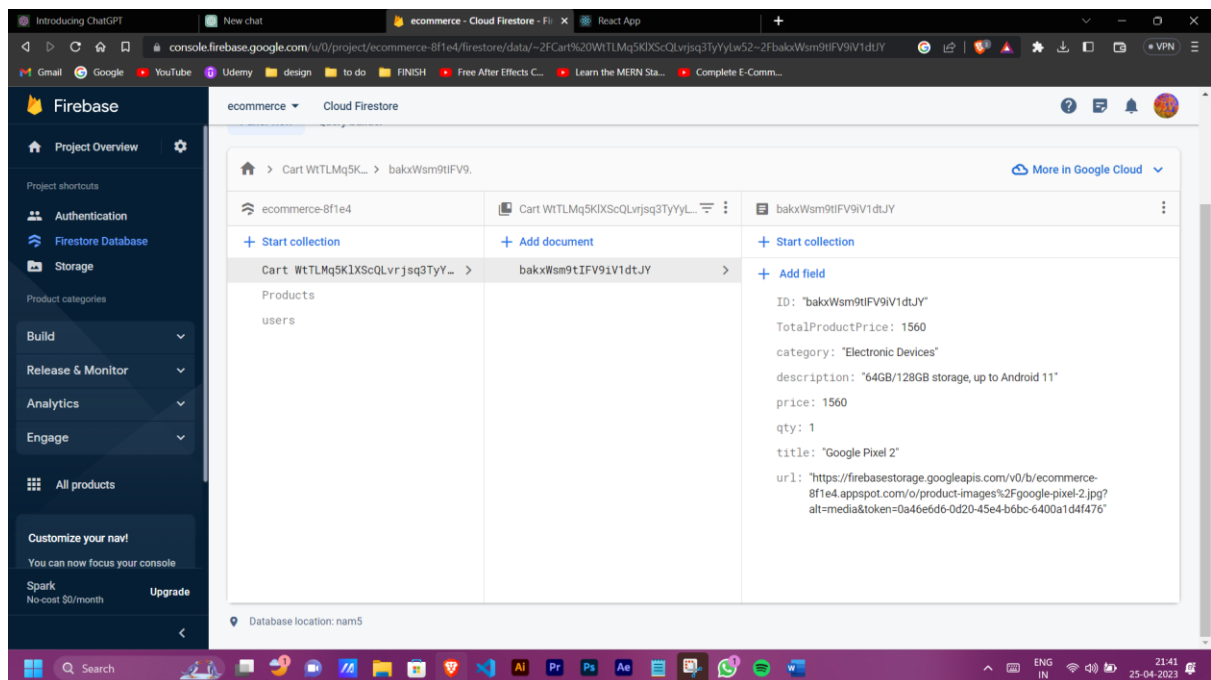 Introducing ChatGPT
New chat
ecommerce - Cloud Firestore - Fi
React App
console.firebase.google.com/u/0/project/ecommerce-8f1e4/firestore/data/~2FCart%20WtTLMq5KlXScQLvrjsq3TyYyLw52~2FbakxWsm9tIFV9iV1dtJY
VPN
Gmail
Google
YouTube
Udemy
design
to do
FINISH
Free After Effects C...
Learn the MERN Sta...
Complete E-Comm...
Firebase
ecommerce
Cloud Firestore
Project Overview
Project shortcuts
Authentication
Firestore Database
Storage
Product categories
Build
Release & Monitor
Analytics
Engage
All products
Customize your nav!
You can now focus your console
Spark
No-cost $0/month
Upgrade
Cart WtTLMq5K...
bakxWsm9tIFV9.
More in Google Cloud
ecommerce-8f1e4
Cart WtTLMq5KlXScQLvrjsq3TyYyL...
bakxWsm9tIFV9iV1dtJY
+ Start collection
+ Add document
+ Start collection
Cart WtTLMq5KlXScQLvrjsq3TyY…
Products
users
bakxWsm9tIFV9iV1dtJY
+ Add field
ID: "bakxWsm9tIFV9iV1dtJY"
TotalProductPrice: 1560
category: "Electronic Devices"
description: "64GB/128GB storage, up to Android 11"
price: 1560
qty: 1
title: "Google Pixel 2"
url: "https://firebasestorage.googleapis.com/v0/b/ecommerce-
8f1e4.appspot.com/o/product-images%2Fgoogle-pixel-2.jpg?
alt=media&token=0a46e6d6-0d20-45e4-b6bc-6400a1d4f476"
Database location: nam5
Search
Ai
Pr
Ps
Ae
ENG
IN
21:41
25-04-2023